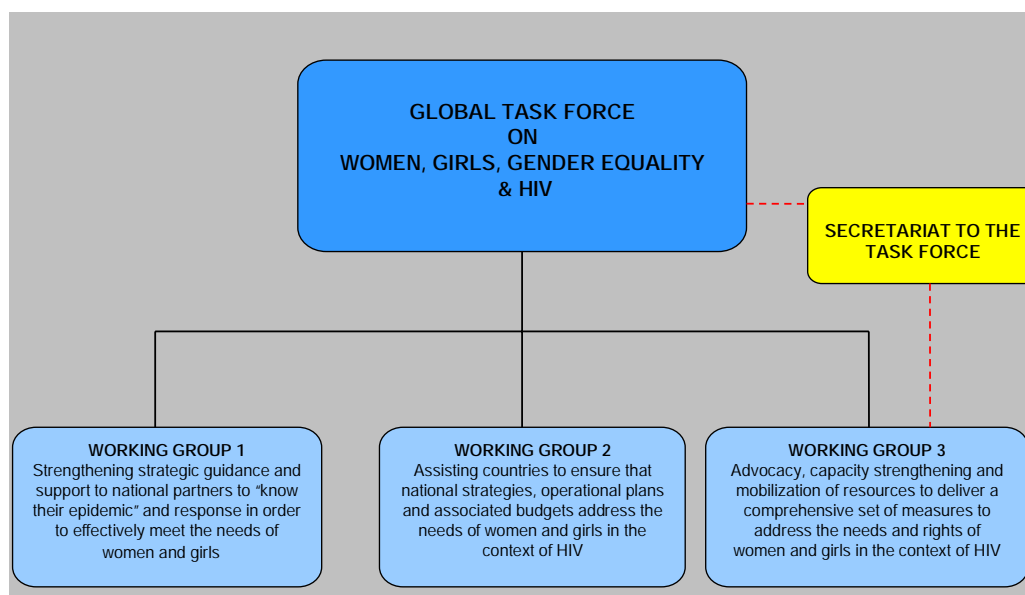 GLOBAL TASK FORCE
ON
WOMEN, GIRLS, GENDER EQUALITY
& HIV
SECRETARIAT TO THE
TASK FORCE
WORKING GROUP 1
Strengthening strategic guidance and
support to national partners to “know
their epidemic” and response in order
to effectively meet the needs of
women and girls
WORKING GROUP 2
Assisting countries to ensure that
national strategies, operational plans
and associated budgets address the
needs of women and girls in the
context of HIV
WORKING GROUP 3
Advocacy, capacity strengthening and
mobilization of resources to deliver a
comprehensive set of measures to
address the needs and rights of
women and girls in the context of HIV